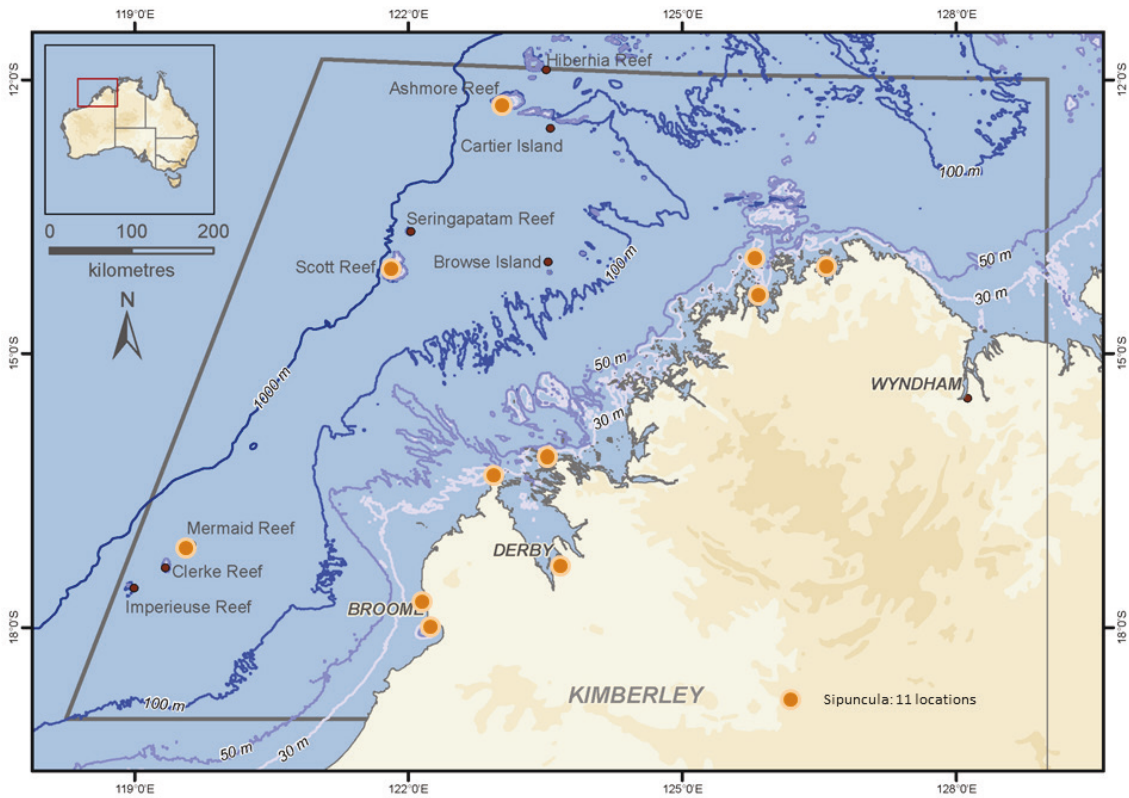 119°0'E 122°0'E 125°0'E 128°0'E
12°0'S
12°0'S
Hiberhia Reef
Ashmore Reef
Cartier Island
100 m
Seringapatam Reef
0 100 200
kilometres
Scott Reef
Browse Island
100 m
50 m
30 m
N
15°0'S
15°0'S
50 m
1000 m
WYNDHAM
30 m
Mermaid Reef
DERBY
Clerke Reef
Imperieuse Reef
BROOME
18°0'S
18°0'S
KIMBERLEY
Sipuncula: 11 locations
100 m
50 m
30 m
119°0'E 122°0'E 125°0'E 128°0'E